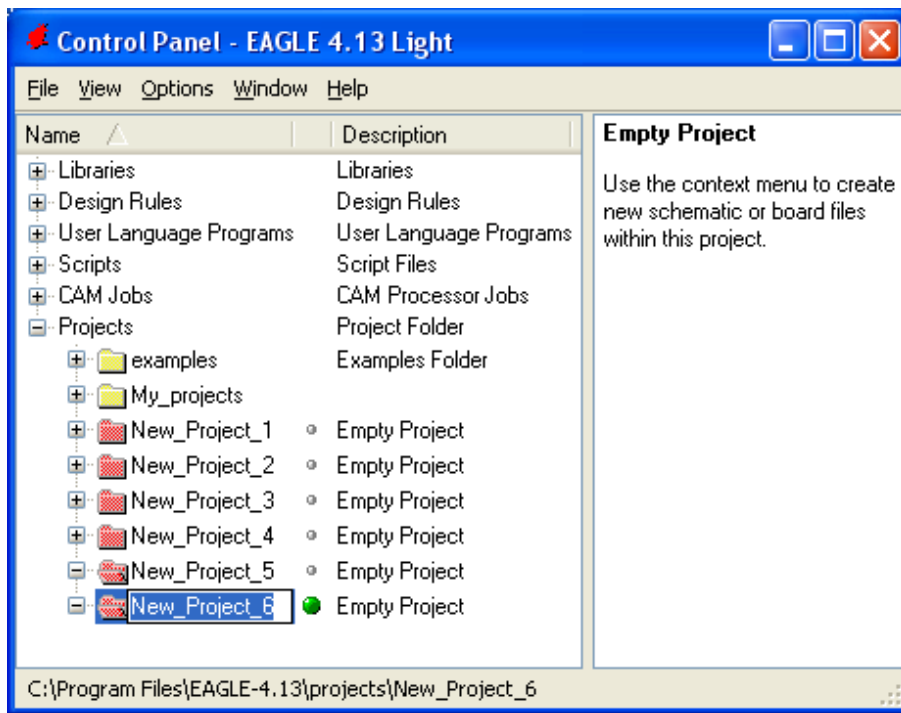 Control Panel - EAGLE 4.13 Light
File View Options Window Help
Name Description
Libraries Libraries
Design Rules Design Rules
User Language Programs User Language Programs
Scripts Script Files
CAM Jobs CAM Processor Jobs
Projects Project Folder
examples Examples Folder
My_projects
New_Project_1 Empty Project
New_Project_2 Empty Project
New_Project_3 Empty Project
New_Project_4 Empty Project
New_Project_5 Empty Project
New_Project_6 Empty Project
Empty Project
Use the context menu to create
new schematic or board files
within this project.
C:\Program Files\EAGLE-4.13\projects\New_Project_6